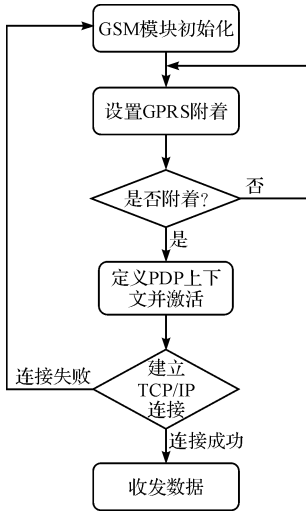 GSM模块初始化
设置GPRS附着
是否附着?
否
是
定义PDP上下
文并激活
建立
TCP/IP
连接
连接失败
连接成功
收发数据